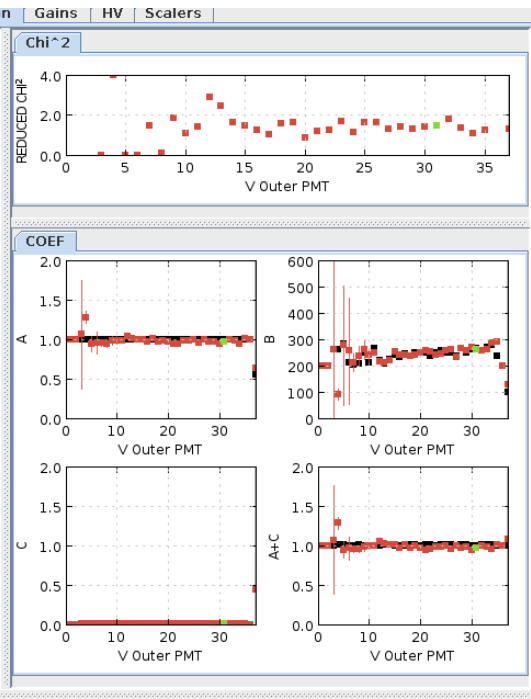 n Gains HV Scalers
Chi^2
REDUCED CHI²
4.0
2.0
0.0
0 5 10 15 20 25 30 35
V Outer PMT
COEF
2.0
1.5
1.0
0.5
0.0
A
0 10 20 30
V Outer PMT
600
500
400
300
200
100
0
B
0 10 20 30
V Outer PMT
2.0
1.5
1.0
0.5
0.0
C
0 10 20 30
V Outer PMT
2.0
1.5
1.0
0.5
0.0
A+C
0 10 20 30
V Outer PMT